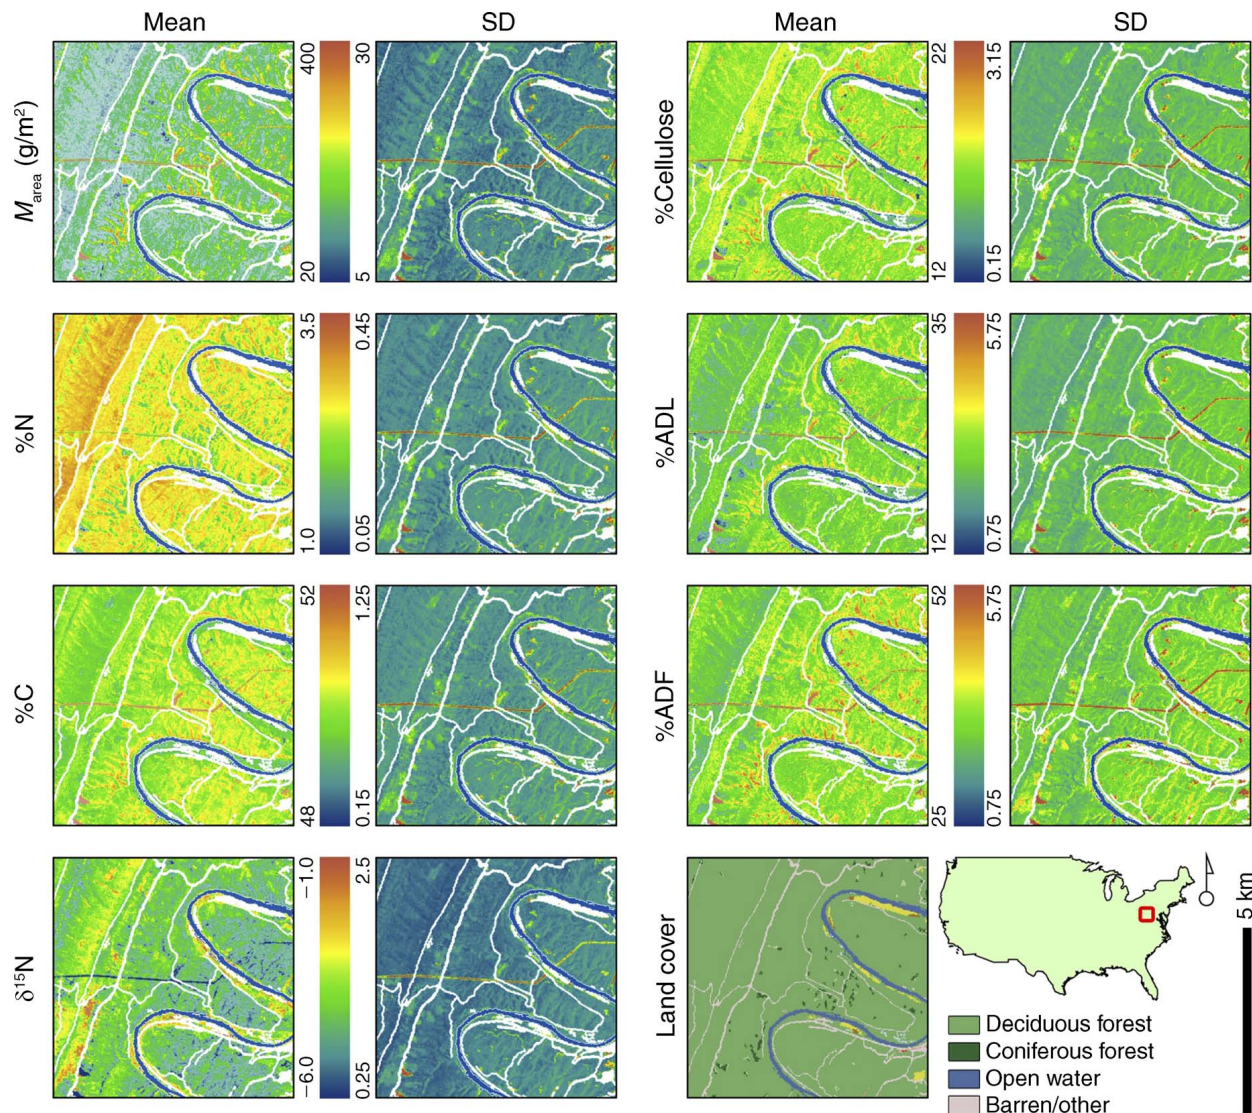 Mean SD Mean SD
M area (g/m²) 400 20 30 5 %Cellulose 22 12 3.15 0.15
%N 3.5 1.0 0.45 0.05 %ADL 35 12 5.75 0.75
%C 52 48 1.25 0.15 %ADF 52 25 5.75 0.75
δ¹⁵N −1.0 −6.0 2.5 0.25 Land cover
5 km
Deciduous forest
Coniferous forest
Open water
Barren/other